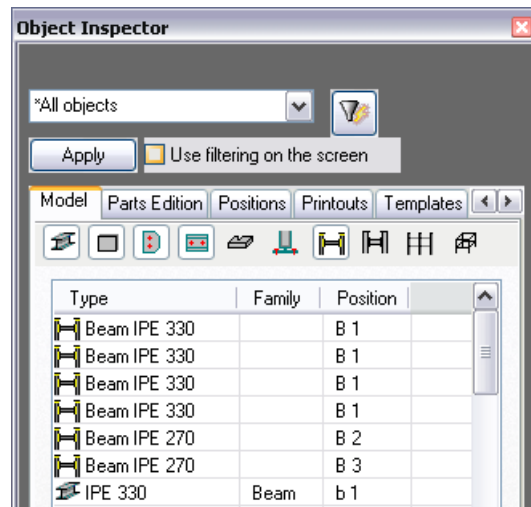 Object Inspector
*All objects
Apply Use filtering on the screen
Model Parts Edition Positions Printouts Templates
Type Family Position
Beam IPE 330 B 1
Beam IPE 330 B 1
Beam IPE 330 B 1
Beam IPE 330 B 1
Beam IPE 270 B 2
Beam IPE 270 B 3
IPE 330 Beam b 1